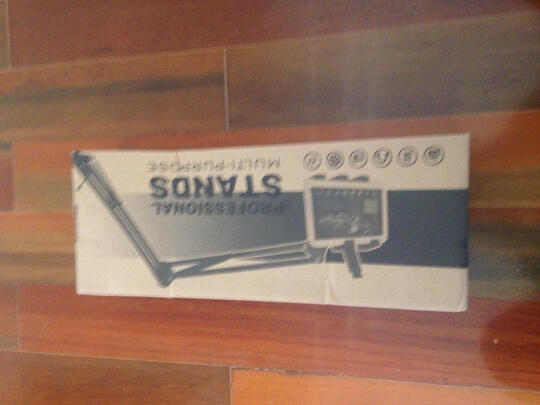 PROFESSIONAL
STANDS
MULTI-PURPOSE